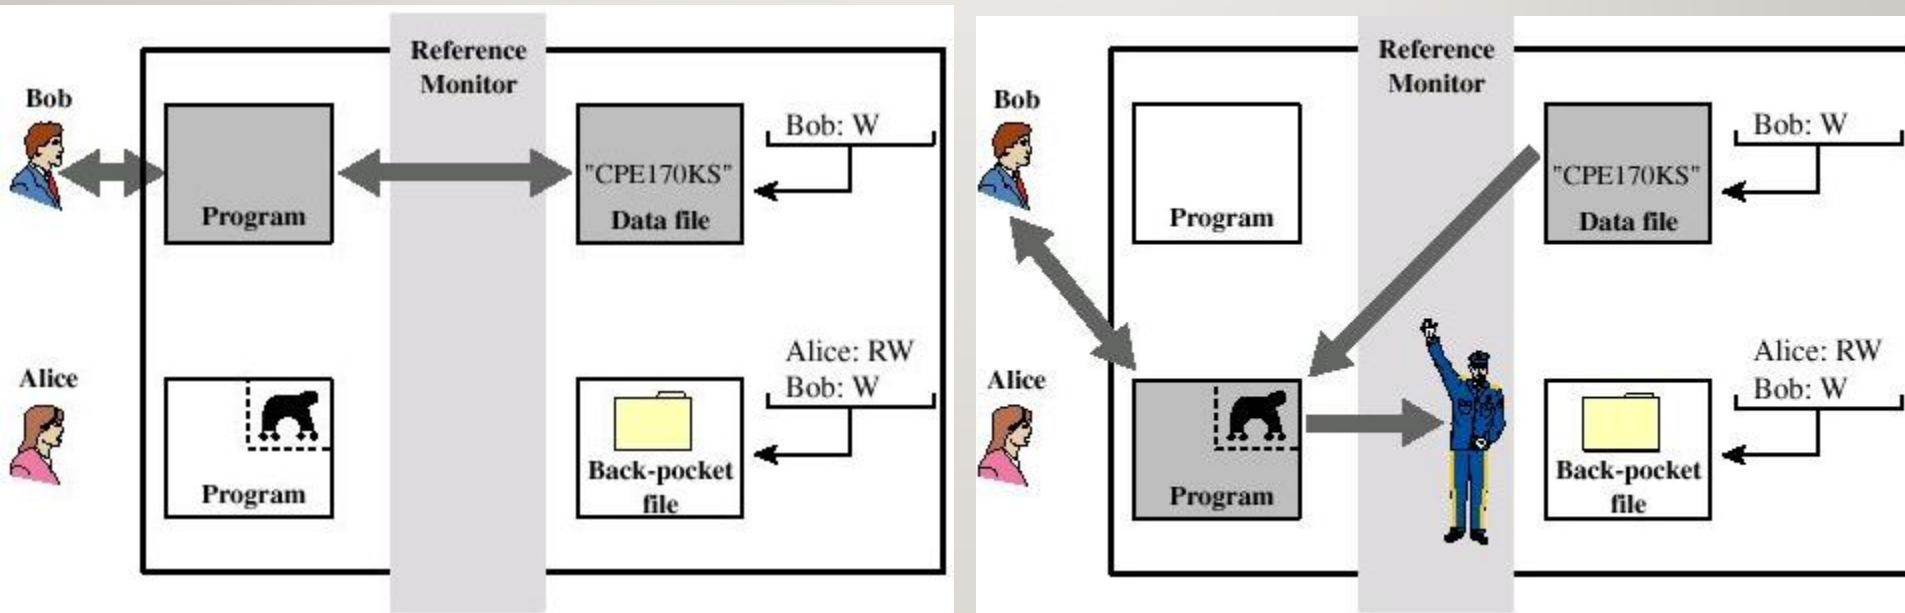 Reference
Monitor
Bob
Bob: W
"CPE170KS"
Program
Data file
Alice: RW
Alice
Bob: W
Back-pocket
Program
file
Reference
Monitor
Bob
Bob: W
"CPE170KS"
Program
Data file
Alice: RW
Alice
Bob: W
Back-pocket
Program
file